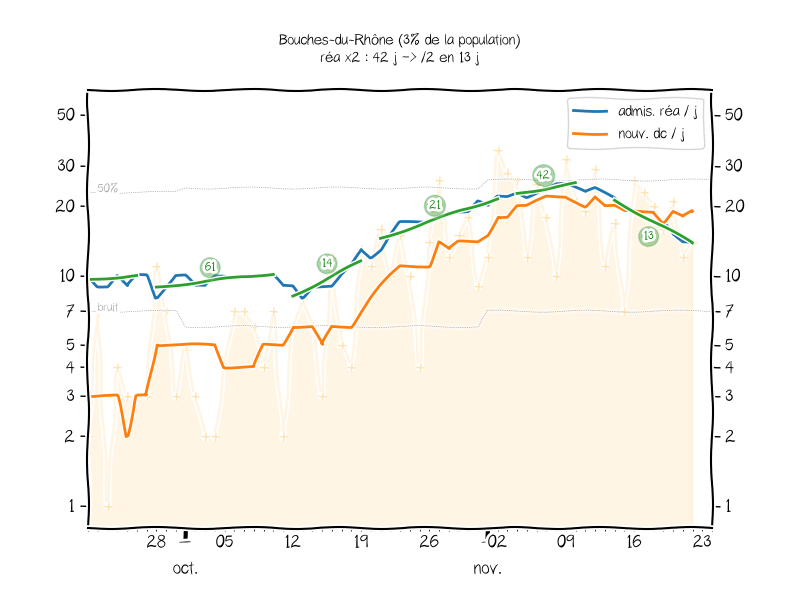 Bouches-du-Rhône (3% de la population)
réa x2 : 42 j -> /2 en 13 j
admis. réa / j
nouv. dc / j
50 50
30 30
20 20
10 10
7 7
5 5
4 4
3 3
2 2
1 1
50%
bruit
61
14
21
42
13
28 05 12 19 26 02 09 16 23
oct. nov.